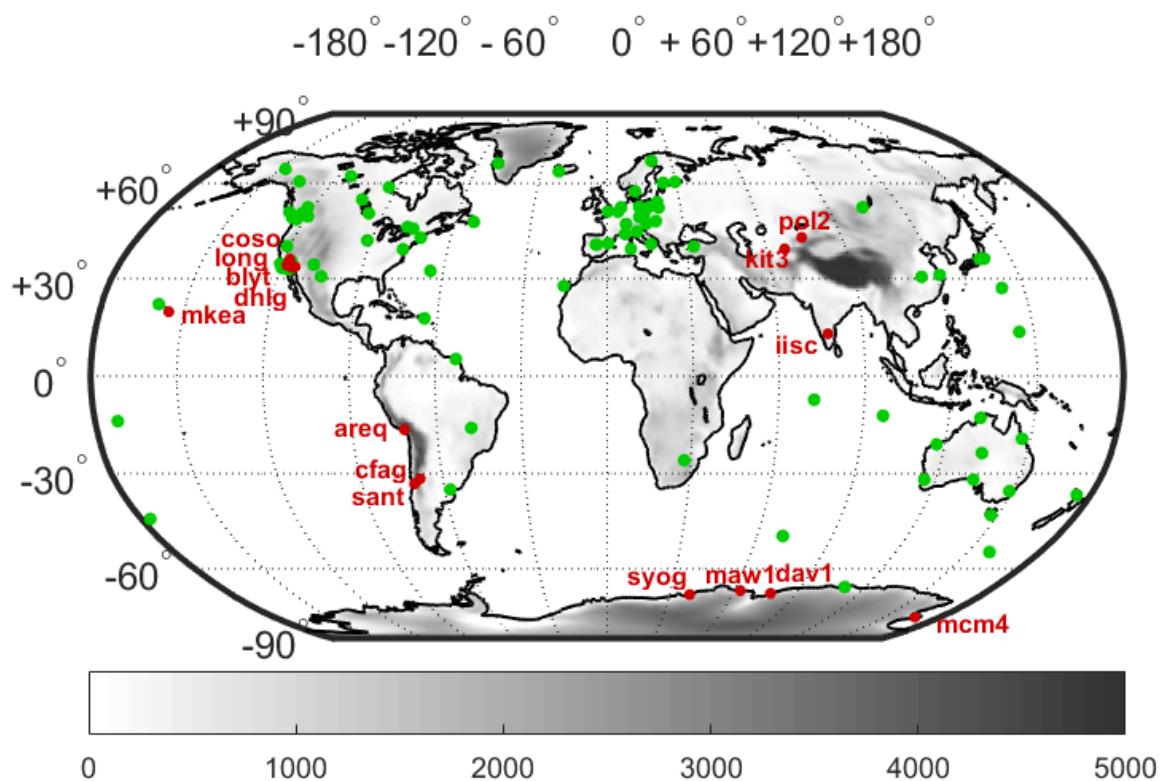 -180° -120° - 60° 0° + 60° +120° +180°
+90°
+60°
coso
long
blyt
dhlg
mkea
pol2
kit3
+30°
iisc
0°
areq
cfag
sant
-30°
-60°
syog maw1 dav1
mcm4
-90°
0 1000 2000 3000 4000 5000